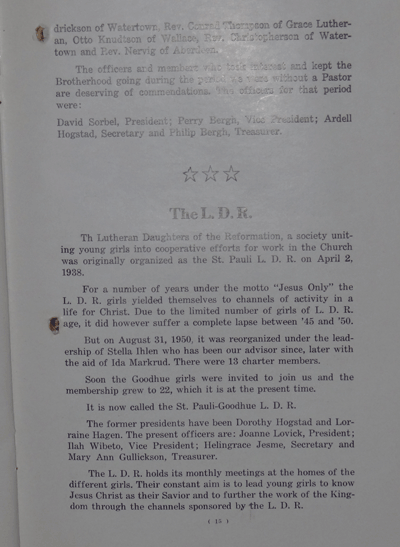 drickson of Watertown, Rev. Conrad Thompson of Grace Luther-
an, Otto Knudtson of Wallace, Rev. Christopherson of Water-
town and Rev. Nervig of Aberdeen.
The officers and members who took interest and kept the
Brotherhood going during the period we were without a Pastor
are deserving of commendations. The officers for that period
were:
David Sorbel, President; Perry Bergh, Vice President; Ardell
Hogstad, Secretary and Philip Bergh, Treasurer.
The L. D. R.
Th Lutheran Daughters of the Reformation, a society unit-
ing young girls into cooperative efforts for work in the Church
was originally organized as the St. Pauli L. D. R. on April 2,
1938.
For a number of years under the motto "Jesus Only" the
L. D. R. girls yielded themselves to channels of activity in a
life for Christ. Due to the limited number of girls of L. D. R.
age, it did however suffer a complete lapse between '45 and '50.
But on August 31, 1950, it was reorganized under the lead-
ership of Stella Ihlen who has been our advisor since, later with
the aid of Ida Markrud. There were 13 charter members.
Soon the Goodhue girls were invited to join us and the
membership grew to 22, which it is at the present time.
It is now called the St. Pauli-Goodhue L. D. R.
The former presidents have been Dorothy Hogstad and Lor-
raine Hagen. The present officers are: Joanne Lovick, President;
Ilah Wibeto, Vice President; Helingrace Jesme, Secretary and
Mary Ann Gullickson, Treasurer.
The L. D. R. holds its monthly meetings at the homes of the
different girls. Their constant aim is to lead young girls to know
Jesus Christ as their Savior and to further the work of the King-
dom through the channels sponsored by the L. D. R.
( 15 )